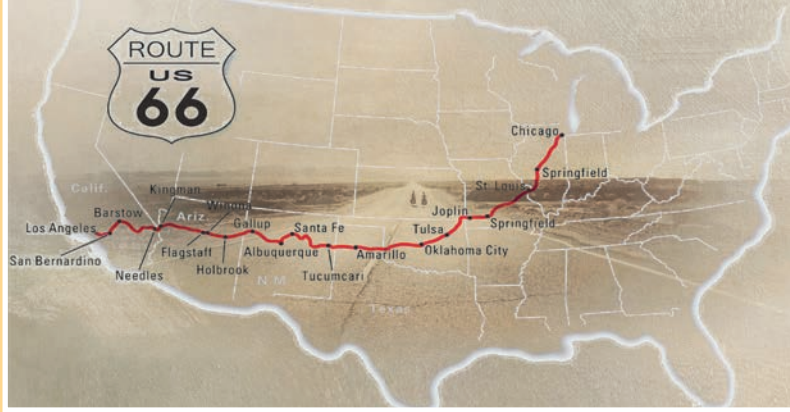 ROUTE
US
66
Chicago
Springfield
St. Louis
Calif.
Kingman
Joplin
Springfield
Barstow
Ariz.
Winona
Gallup
Santa Fe
Tulsa
Los Angeles
Flagstaff
Albuquerque
Oklahoma City
San Bernardino
Needles
Holbrook
N M
Tucumcari
Amarillo
Texas